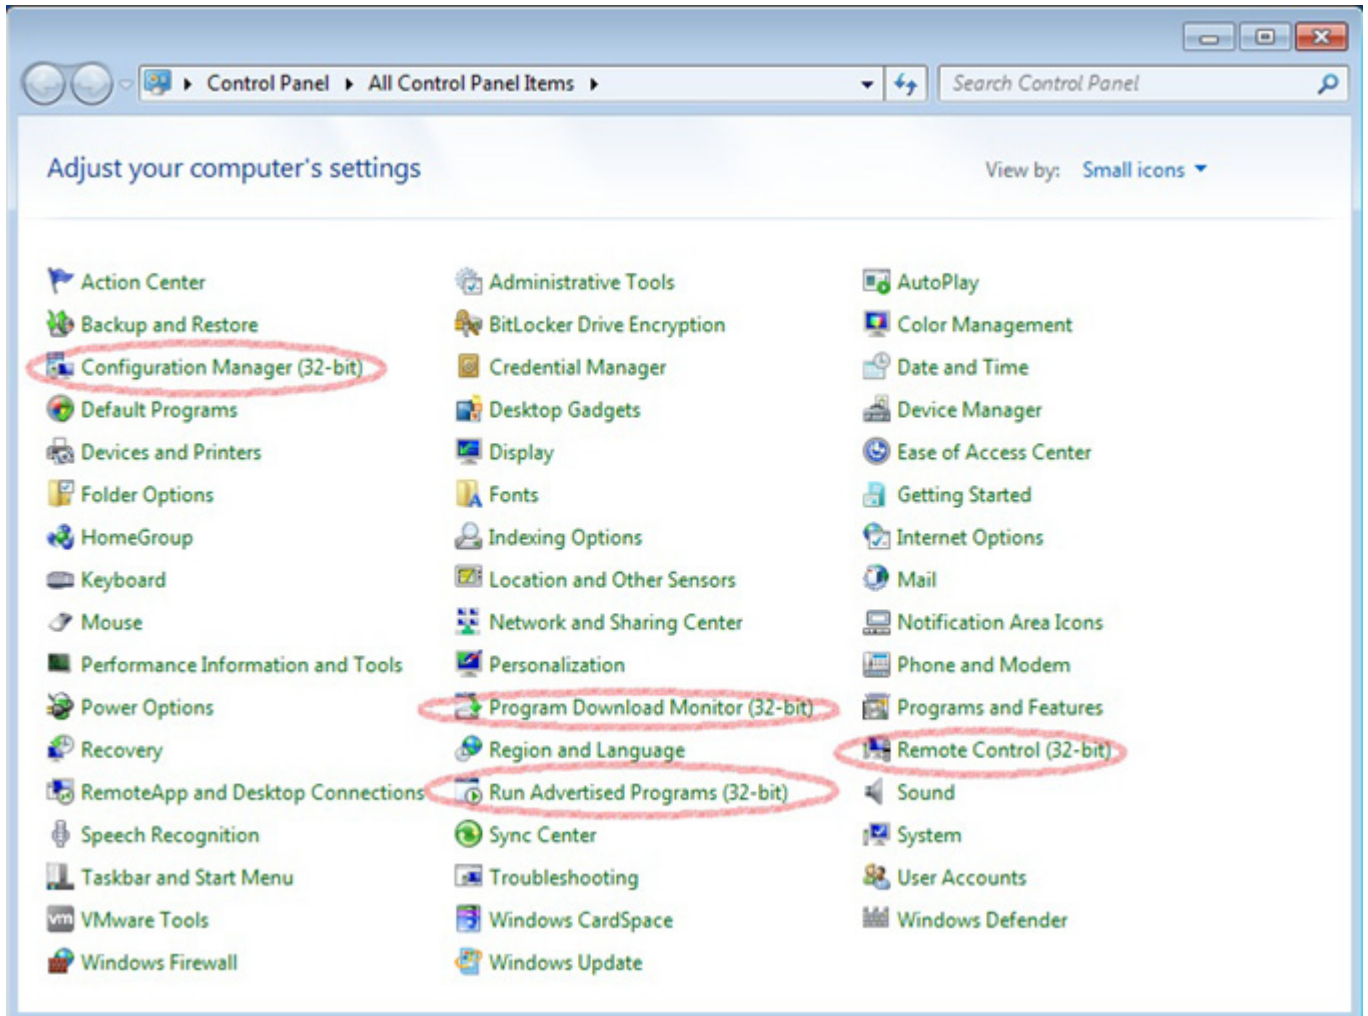 Control Panel All Control Panel Items Search Control Panel
Adjust your computer's settings View by: Small icons
Action Center Administrative Tools AutoPlay
Backup and Restore BitLocker Drive Encryption Color Management
Configuration Manager (32-bit) Credential Manager Date and Time
Default Programs Desktop Gadgets Device Manager
Devices and Printers Display Ease of Access Center
Folder Options Fonts Getting Started
HomeGroup Indexing Options Internet Options
Keyboard Location and Other Sensors Mail
Mouse Network and Sharing Center Notification Area Icons
Performance Information and Tools Personalization Phone and Modem
Power Options Program Download Monitor (32-bit) Programs and Features
Recovery Region and Language Remote Control (32-bit)
RemoteApp and Desktop Connections Run Advertised Programs (32-bit) Sound
Speech Recognition Sync Center System
Taskbar and Start Menu Troubleshooting User Accounts
vm VMware Tools Windows CardSpace Windows Defender
Windows Firewall Windows Update